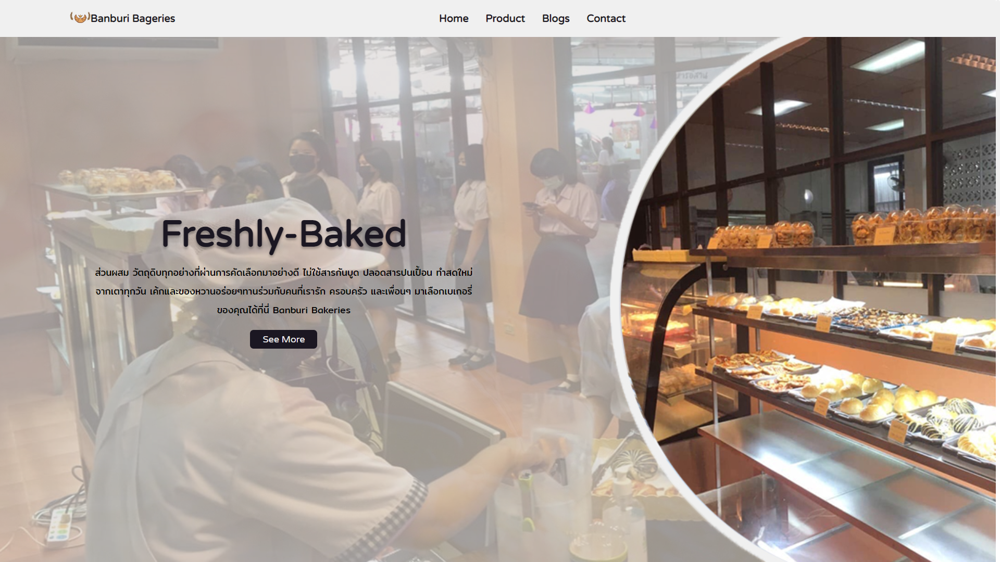 Banburi Bageries
Home Product Blogs Contact
Freshly-Baked
ส่วนผสม วัตถุดิบทุกอย่างที่ผ่านการคัดเลือกมาอย่างดี ไม่ใช้สารกันบูด ปลอดสารปนเปื้อน ทำสดใหม่
จากเตาทุกวัน เค้กและของหวานอร่อยๆทานร่วมกับคนที่เรารัก ครอบครัว และเพื่อนๆ มาเลือกเบเกอรี่
ของคุณได้ที่นี่ Banburi Bakeries
See More